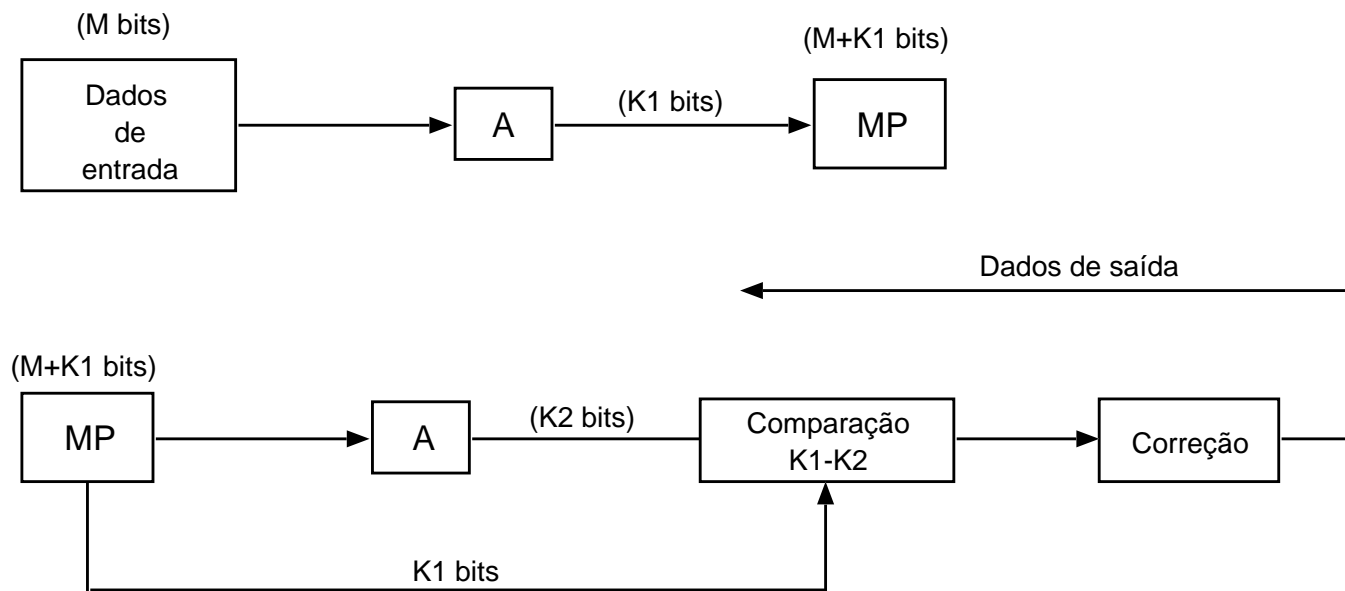 (M bits)
(M+K1 bits)
Dados
de
entrada
A
(K1 bits)
MP
Dados de saída
(M+K1 bits)
MP
A
(K2 bits)
Comparação
K1-K2
Correção
K1 bits